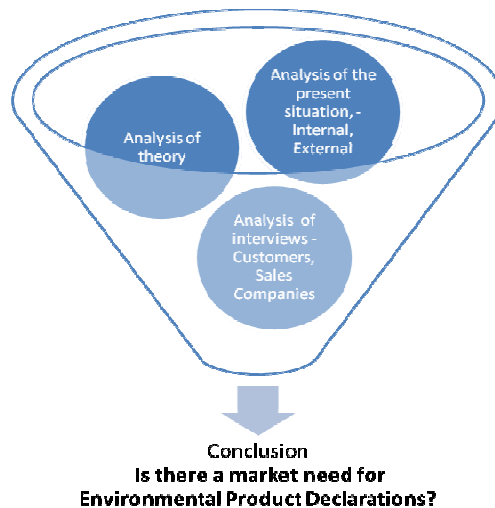 Analysis of the
present
situation, -
Internal,
External
Analysis of
theory
Analysis of
interviews -
Customers,
Sales
Companies
Conclusion
Is there a market need for
Environmental Product Declarations?